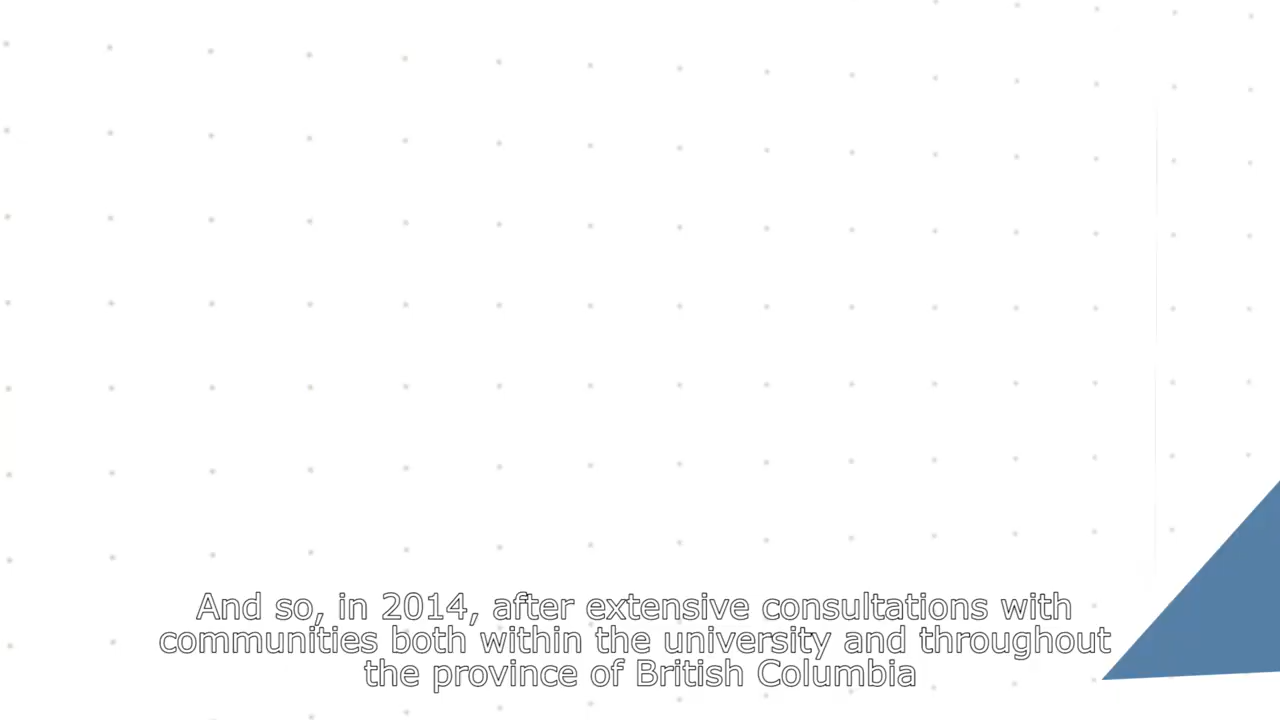 And so, in 2014, after extensive consultations with
communities both within the university and throughout
the province of British Columbia